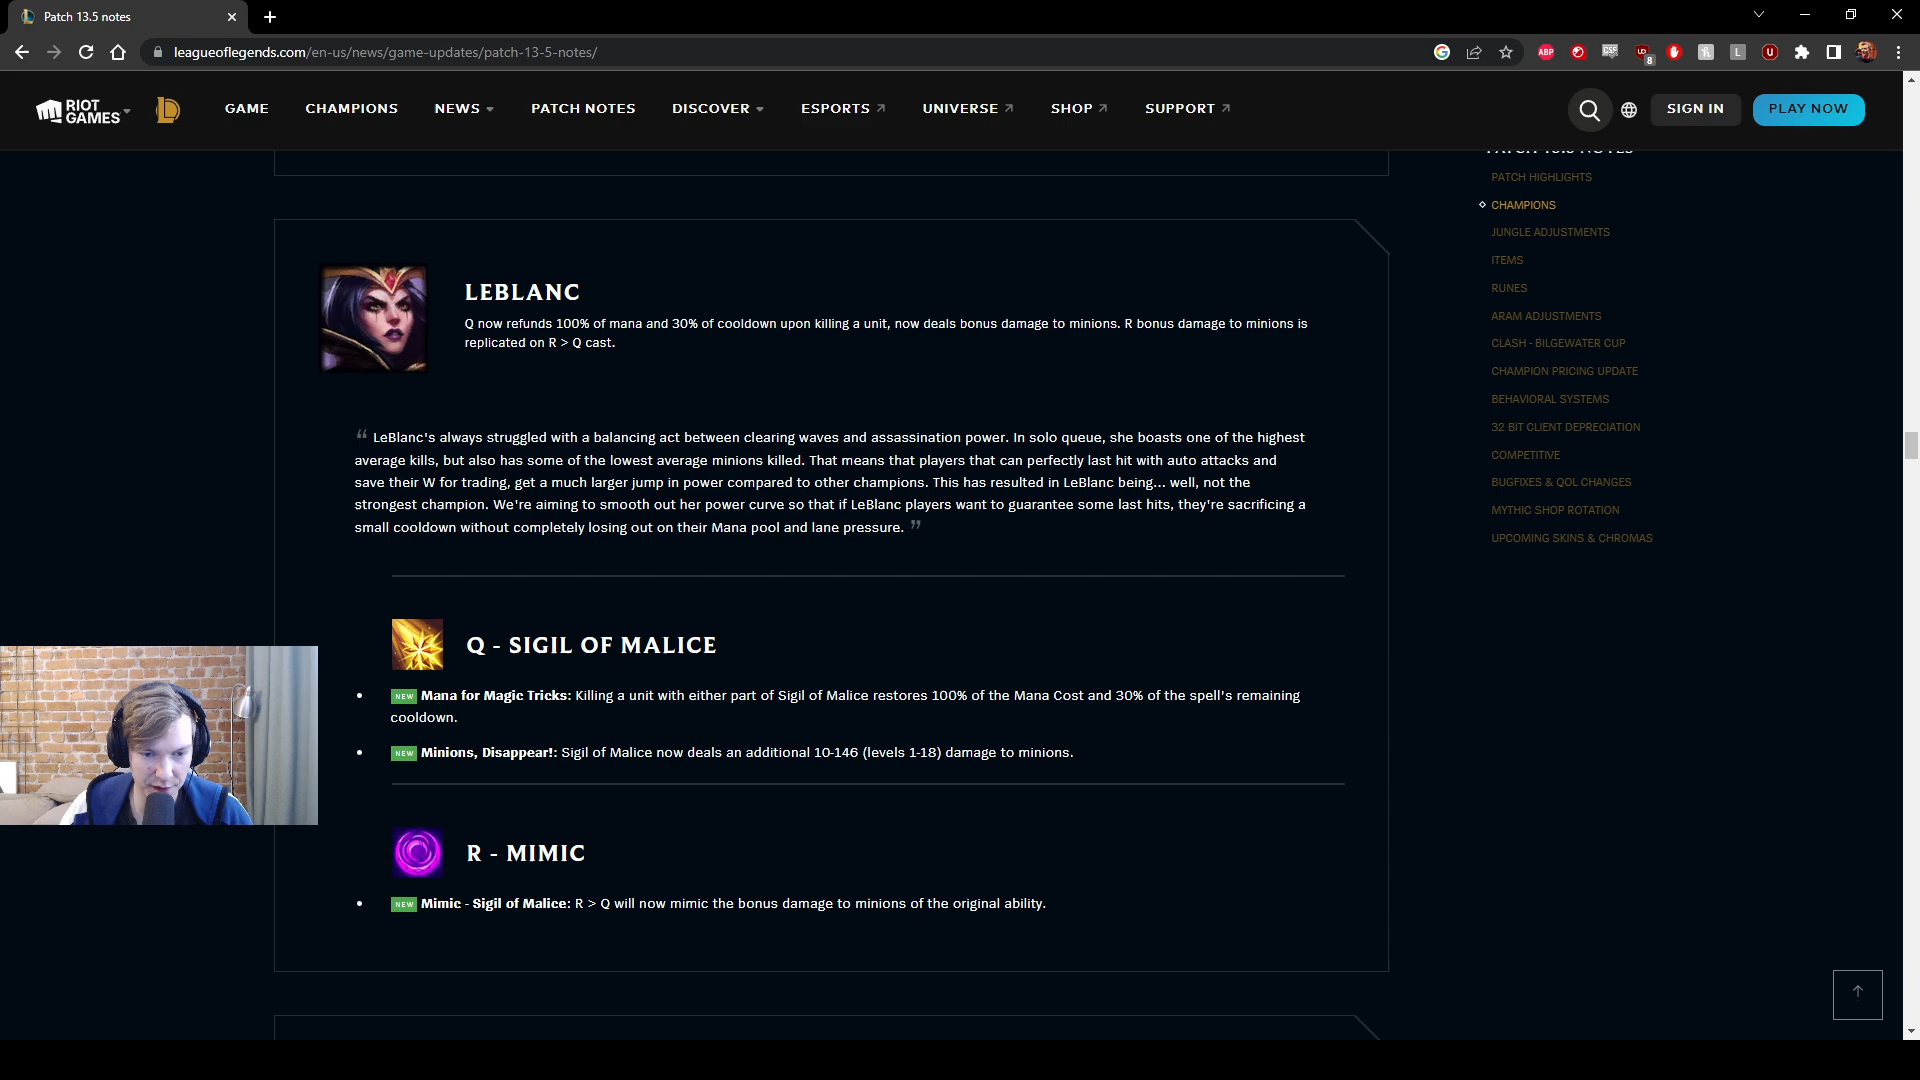 Patch 13.5 notes
leagueoflegends.com/en-us/news/game-updates/patch-13-5-notes/
ABP
8
L
RIOT GAMES
GAME
CHAMPIONS
NEWS
PATCH NOTES
DISCOVER
ESPORTS
UNIVERSE
SHOP
SUPPORT
SIGN IN
PLAY NOW
PATCH 13.5 NOTES
PATCH HIGHLIGHTS
CHAMPIONS
JUNGLE ADJUSTMENTS
ITEMS
RUNES
ARAM ADJUSTMENTS
CLASH - BILGEWATER CUP
CHAMPION PRICING UPDATE
BEHAVIORAL SYSTEMS
32 BIT CLIENT DEPRECIATION
COMPETITIVE
BUGFIXES & QOL CHANGES
MYTHIC SHOP ROTATION
UPCOMING SKINS & CHROMAS
LEBLANC
Q now refunds 100% of mana and 30% of cooldown upon killing a unit, now deals bonus damage to minions. R bonus damage to minions is
replicated on R > Q cast.
“ LeBlanc's always struggled with a balancing act between clearing waves and assassination power. In solo queue, she boasts one of the highest
average kills, but also has some of the lowest average minions killed. That means that players that can perfectly last hit with auto attacks and
save their W for trading, get a much larger jump in power compared to other champions. This has resulted in LeBlanc being... well, not the
strongest champion. We're aiming to smooth out her power curve so that if LeBlanc players want to guarantee some last hits, they're sacrificing a
small cooldown without completely losing out on their Mana pool and lane pressure. ”
Q - SIGIL OF MALICE
• NEW Mana for Magic Tricks: Killing a unit with either part of Sigil of Malice restores 100% of the Mana Cost and 30% of the spell's remaining
cooldown.
• NEW Minions, Disappear!: Sigil of Malice now deals an additional 10-146 (levels 1-18) damage to minions.
R - MIMIC
• NEW Mimic - Sigil of Malice: R > Q will now mimic the bonus damage to minions of the original ability.